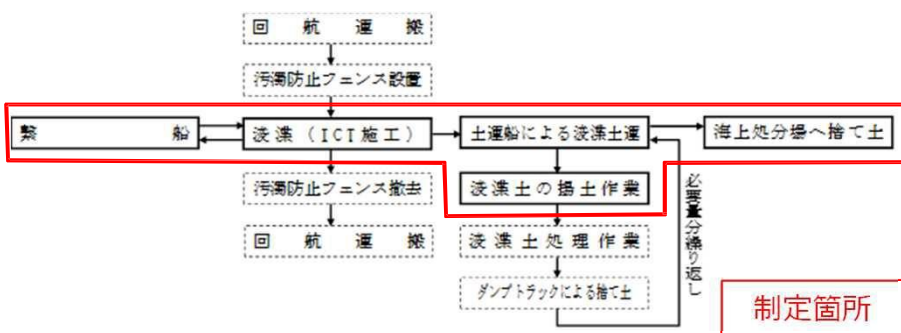 回航運搬
汚濁防止フェンス設置
繋船
浚渫（ICT施工）
土運船による浚渫土運
海上処分場へ捨て土
汚濁防止フェンス撤去
浚渫土の揚土作業
必要量分繰り返し
回航運搬
浚渫土処理作業
ダンプトラックによる捨て土
制定箇所